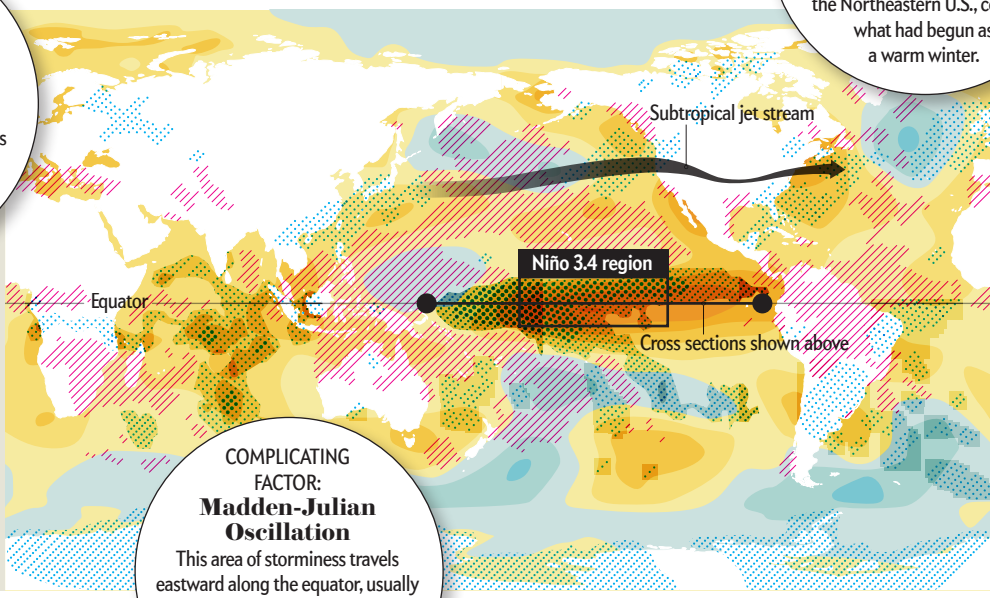 the Northeastern U.S.,
what had begun as
a warm winter.
s
Subtropical jet stream
Niño 3.4 region
Equator
Cross sections shown above
COMPLICATING
FACTOR:
Madden-Julian
Oscillation
This area of storminess travels
eastward along the equator, usually